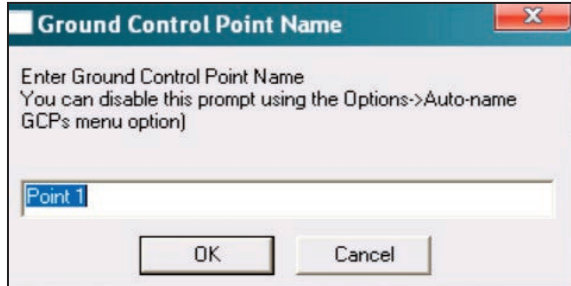 Ground Control Point Name
Enter Ground Control Point Name
You can disable this prompt using the Options->Auto-name
GCPs menu option)
Point 1
OK
Cancel